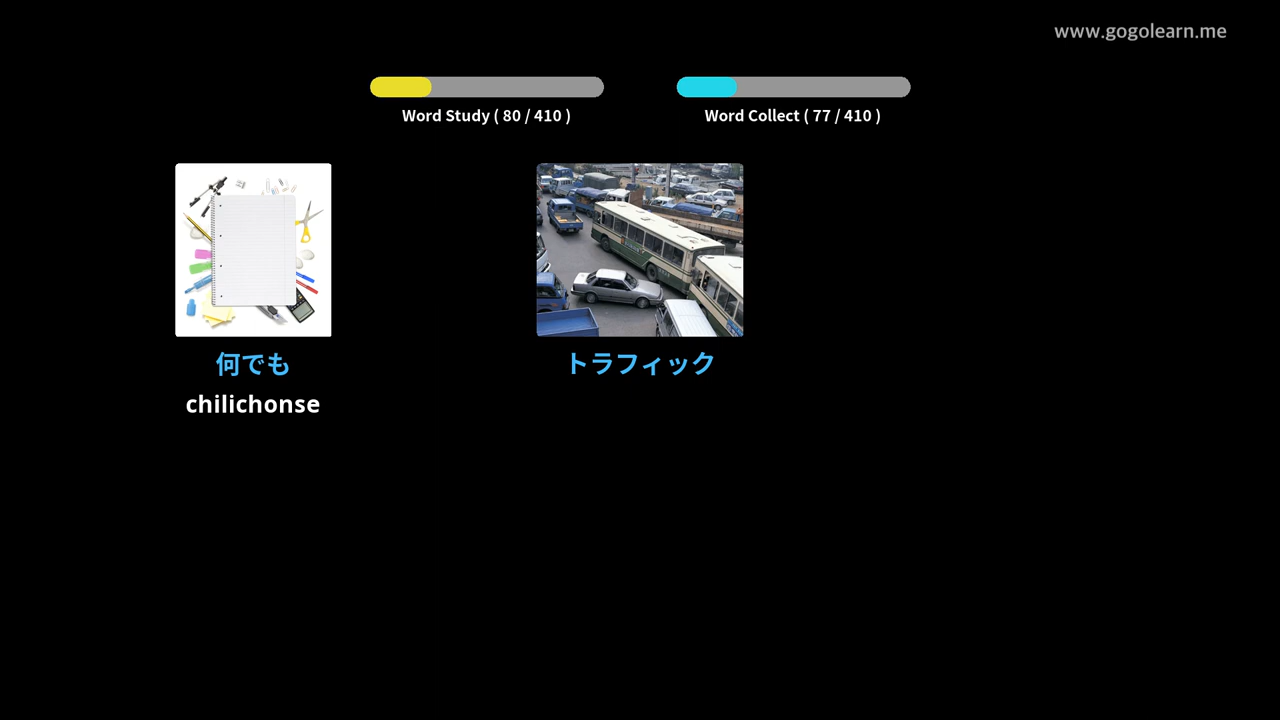 www.gogolearn.me
Word Study ( 80 / 410 )
Word Collect ( 77 / 410 )
何でも
トラフィック
chilichonse